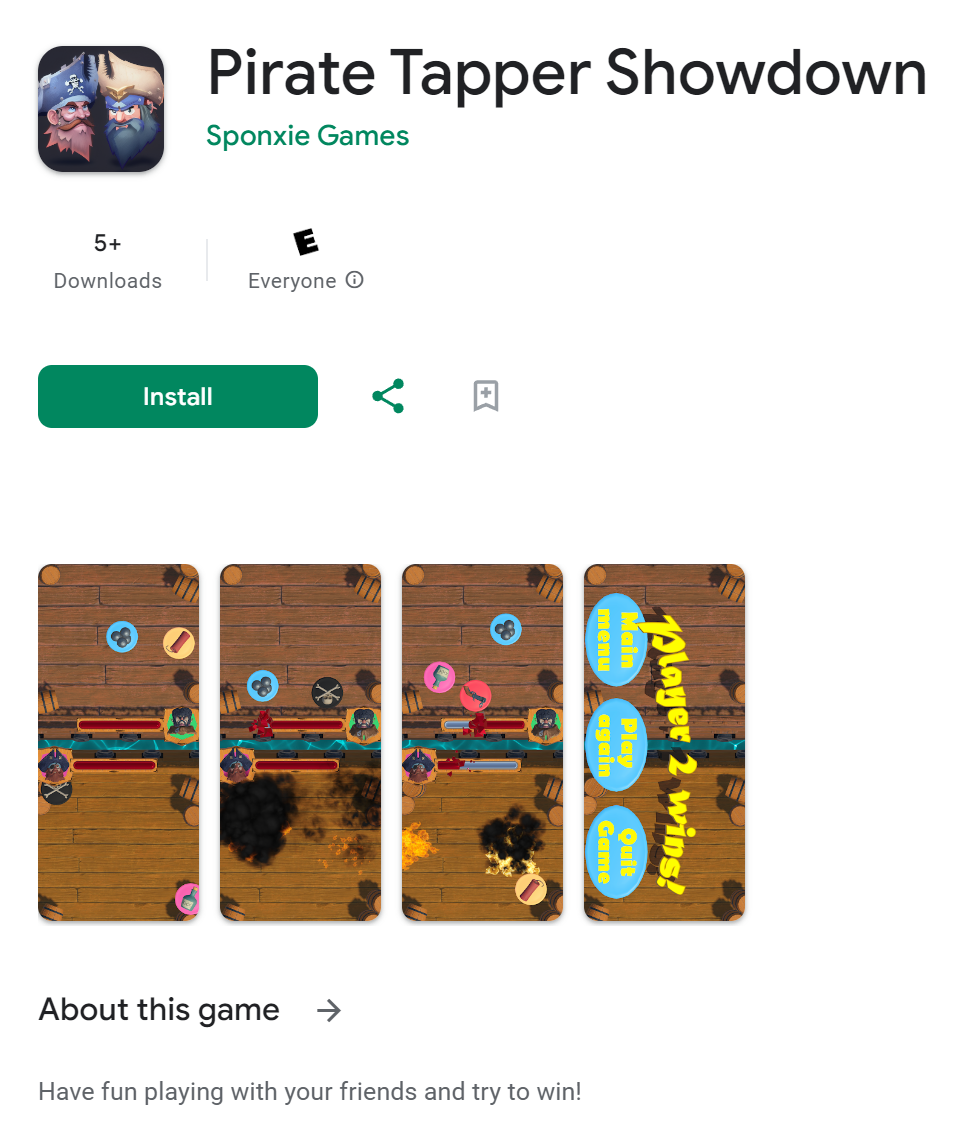 Pirate Tapper Showdown
Sponxie Games
5+
Downloads
E
Everyone
Install
Player 2 wins!
Main
menu
Play
again
Quit
Game
About this game
Have fun playing with your friends and try to win!